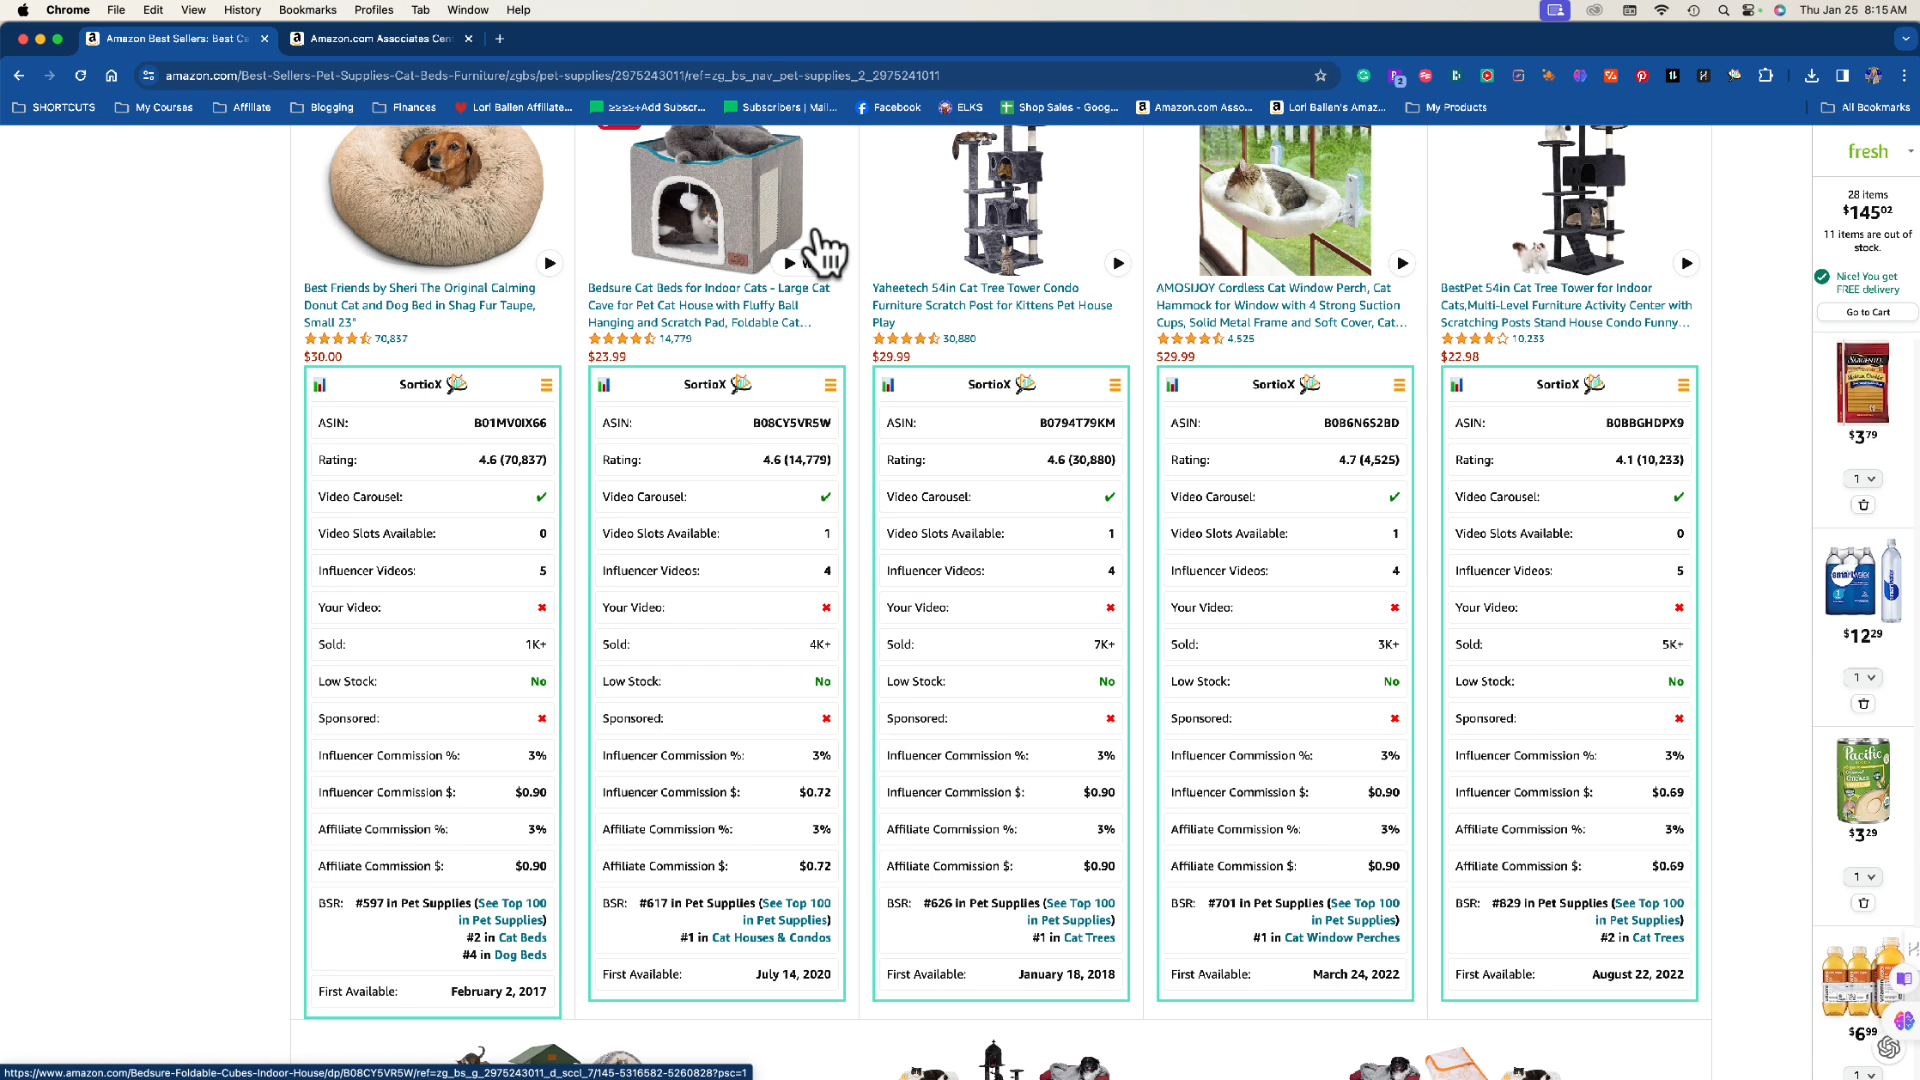 Chrome File Edit View History Bookmarks Profiles Tab Window Help Thu Jan 25 8:15 AM
Amazon Best Sellers: Best Ca Amazon.com Associates Cen
amazon.com/Best-Sellers-Pet-Supplies-Cat-Beds-Furniture/zgbs/pet-supplies/2975243011/ref=zg_bs_nav_pet-supplies_2_2975241011
SHORTCUTS My Courses Affiliate Blogging Finances Lori Ballen Affiliate... ≥≥≥≥+Add Subscr... Subscribers | Mail... Facebook ELKS Shop Sales - Goog... Amazon.com Asso... Lori Ballen's Amaz... My Products All Bookmarks
Best Friends by Sheri The Original Calming
Donut Cat and Dog Bed in Shag Fur Taupe,
Small 23"
70,837
$30.00
SortioX
ASIN: B01MV0IX66
Rating: 4.6 (70,837)
Video Carousel: ✔
Video Slots Available: 0
Influencer Videos: 5
Your Video: ✖
Sold: 1K+
Low Stock: No
Sponsored: ✖
Influencer Commission %: 3%
Influencer Commission $: $0.90
Affiliate Commission %: 3%
Affiliate Commission $: $0.90
BSR: #597 in Pet Supplies (See Top 100
in Pet Supplies)
#2 in Cat Beds
#4 in Dog Beds
First Available: February 2, 2017
Bedsure Cat Beds for Indoor Cats - Large Cat
Cave for Pet Cat House with Fluffy Ball
Hanging and Scratch Pad, Foldable Cat...
14,779
$23.99
SortioX
ASIN: B08CY5VR5W
Rating: 4.6 (14,779)
Video Carousel: ✔
Video Slots Available: 1
Influencer Videos: 4
Your Video: ✖
Sold: 4K+
Low Stock: No
Sponsored: ✖
Influencer Commission %: 3%
Influencer Commission $: $0.72
Affiliate Commission %: 3%
Affiliate Commission $: $0.72
BSR: #617 in Pet Supplies (See Top 100
in Pet Supplies)
#1 in Cat Houses & Condos
First Available: July 14, 2020
Yaheetech 54in Cat Tree Tower Condo
Furniture Scratch Post for Kittens Pet House
Play
30,880
$29.99
SortioX
ASIN: B0794T79KM
Rating: 4.6 (30,880)
Video Carousel: ✔
Video Slots Available: 1
Influencer Videos: 4
Your Video: ✖
Sold: 7K+
Low Stock: No
Sponsored: ✖
Influencer Commission %: 3%
Influencer Commission $: $0.90
Affiliate Commission %: 3%
Affiliate Commission $: $0.90
BSR: #626 in Pet Supplies (See Top 100
in Pet Supplies)
#1 in Cat Trees
First Available: January 18, 2018
AMOSIJOY Cordless Cat Window Perch, Cat
Hammock for Window with 4 Strong Suction
Cups, Solid Metal Frame and Soft Cover, Cat...
4,525
$29.99
SortioX
ASIN: B0B6N6S2BD
Rating: 4.7 (4,525)
Video Carousel: ✔
Video Slots Available: 1
Influencer Videos: 4
Your Video: ✖
Sold: 3K+
Low Stock: No
Sponsored: ✖
Influencer Commission %: 3%
Influencer Commission $: $0.90
Affiliate Commission %: 3%
Affiliate Commission $: $0.90
BSR: #701 in Pet Supplies (See Top 100
in Pet Supplies)
#1 in Cat Window Perches
First Available: March 24, 2022
BestPet 54in Cat Tree Tower for Indoor
Cats,Multi-Level Furniture Activity Center with
Scratching Posts Stand House Condo Funny...
10,233
$22.98
SortioX
ASIN: B0BBGHDPX9
Rating: 4.1 (10,233)
Video Carousel: ✔
Video Slots Available: 0
Influencer Videos: 5
Your Video: ✖
Sold: 5K+
Low Stock: No
Sponsored: ✖
Influencer Commission %: 3%
Influencer Commission $: $0.69
Affiliate Commission %: 3%
Affiliate Commission $: $0.69
BSR: #829 in Pet Supplies (See Top 100
in Pet Supplies)
#2 in Cat Trees
First Available: August 22, 2022
fresh
28 items
$145.02
11 items are out of
stock.
Nice! You get
FREE delivery
Go to Cart
$3.79
1
smartwater
$12.29
1
Pacific
$3.29
1
$6.99
1
https://www.amazon.com/Bedsure-Foldable-Cubes-Indoor-House/dp/B08CY5VR5W/ref=zg_bs_g_2975243011_d_sccl_7/145-5316582-5260828?psc=1